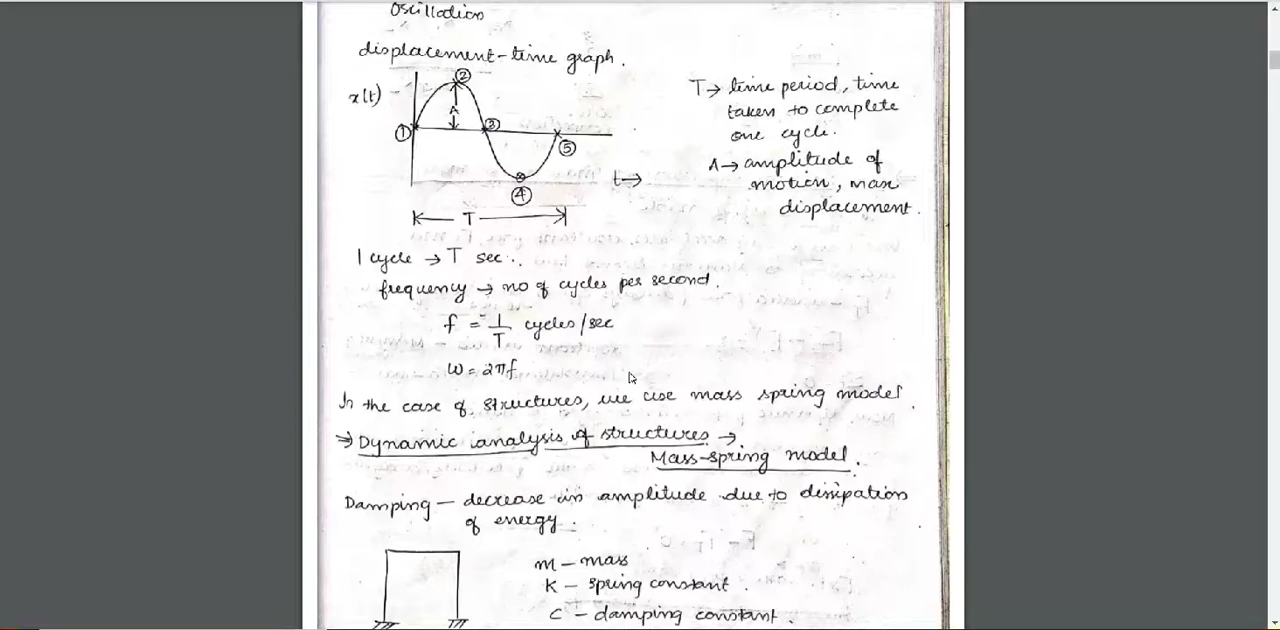 Oscillation
displacement-time graph.
x(t)
①
②
A
③
④
⑤
t→
T
T→ time period, time
taken to complete
one cycle.
A→ amplitude of
motion, max
displacement.
1 cycle → T sec.
frequency → no of cycles per second.
f = 1/T cycles/sec
ω = 2πf
In the case of structures, we use mass spring model.
⇒ Dynamic analysis of structures →
Mass-spring model.
Damping — decrease in amplitude due to dissipation
of energy.
m — mass
K — spring constant.
C — damping constant.